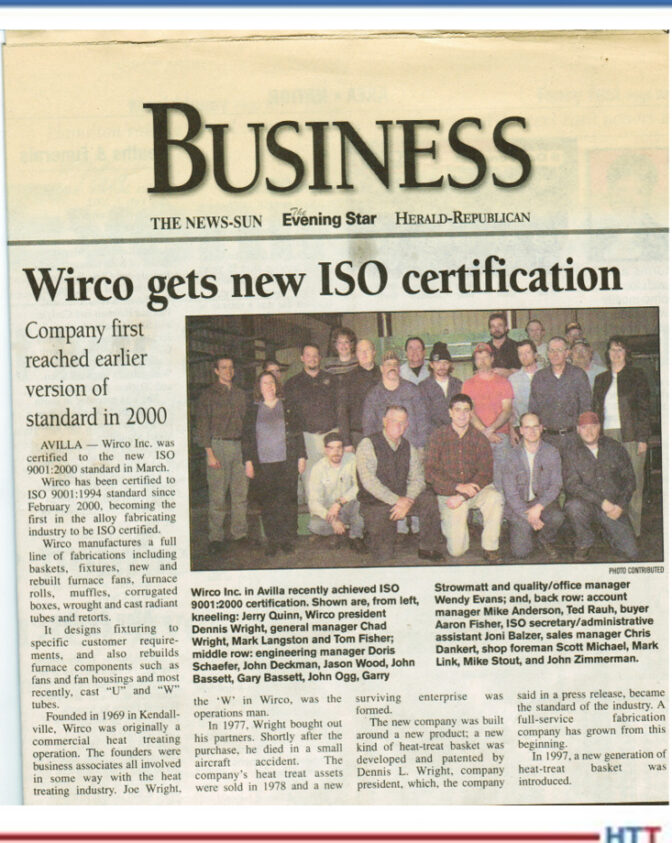 BUSINESS
THE NEWS-SUN The Evening Star HERALD-REPUBLICAN
Wirco gets new ISO certification
Company first
reached earlier
version of
standard in 2000
AVILLA — Wirco Inc. was
certified to the new ISO
9001:2000 standard in March.
Wirco has been certified to
ISO 9001:1994 standard since
February 2000, becoming the
first in the alloy fabricating
industry to be ISO certified.
Wirco manufactures a full
line of fabrications including
baskets, fixtures, new and
rebuilt furnace fans, furnace
rolls, muffles, corrugated
boxes, wrought and cast radiant
tubes and retorts.
It designs fixturing to
specific customer require-
ments, and also rebuilds
furnace components such as
fans and fan housings and most
recently, cast "U" and "W"
tubes.
Founded in 1969 in Kendall-
ville, Wirco was originally a
commercial heat treating
operation. The founders were
business associates all involved
in some way with the heat
treating industry. Joe Wright,
PHOTO CONTRIBUTED
Wirco Inc. in Avilla recently achieved ISO
9001:2000 certification. Shown are, from left,
kneeling: Jerry Quinn, Wirco president
Dennis Wright, general manager Chad
Wright, Mark Langston and Tom Fisher;
middle row: engineering manager Doris
Schaefer, John Deckman, Jason Wood, John
Bassett, Gary Bassett, John Ogg, Garry
Strowmatt and quality/office manager
Wendy Evans; and, back row: account
manager Mike Anderson, Ted Rauh, buyer
Aaron Fisher, ISO secretary/administrative
assistant Joni Balzer, sales manager Chris
Dankert, shop foreman Scott Michael, Mark
Link, Mike Stout, and John Zimmerman.
the 'W' in Wirco, was the
operations man.
In 1977, Wright bought out
his partners. Shortly after the
purchase, he died in a small
aircraft accident. The
company's heat treat assets
were sold in 1978 and a new
surviving enterprise was
formed.
The new company was built
around a new product; a new
kind of heat-treat basket was
developed and patented by
Dennis L. Wright, company
president, which, the company
said in a press release, became
the standard of the industry. A
full-service fabrication
company has grown from this
beginning.
In 1997, a new generation of
heat-treat basket was
introduced.
HTT